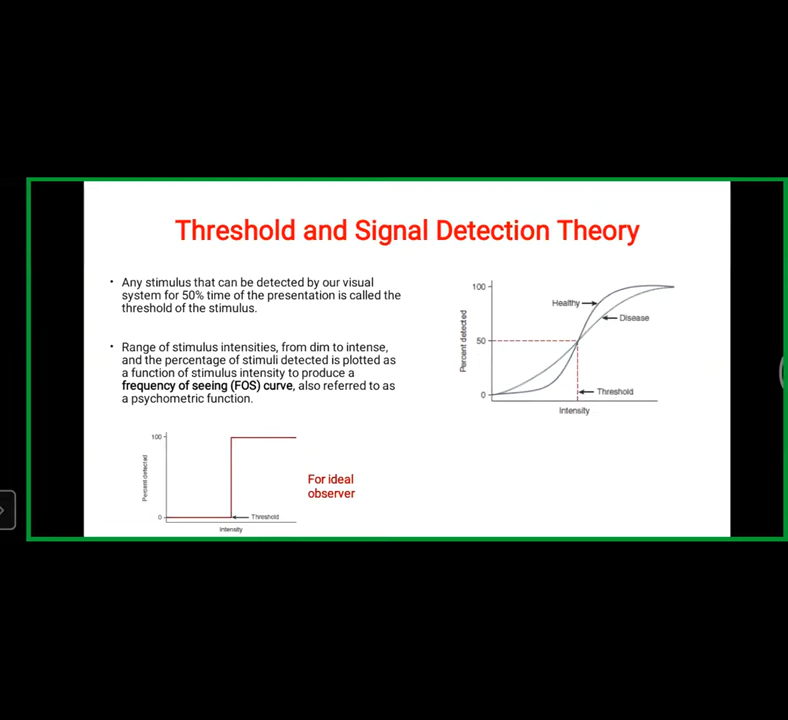 Threshold and Signal Detection Theory
• Any stimulus that can be detected by our visual
system for 50% time of the presentation is called the
threshold of the stimulus.
• Range of stimulus intensities, from dim to intense,
and the percentage of stimuli detected is plotted as
a function of stimulus intensity to produce a
frequency of seeing (FOS) curve, also referred to as
a psychometric function.
100
50
0
Percent detected
Healthy
Disease
Threshold
Intensity
100
0
Percent detected
Threshold
Intensity
For ideal
observer